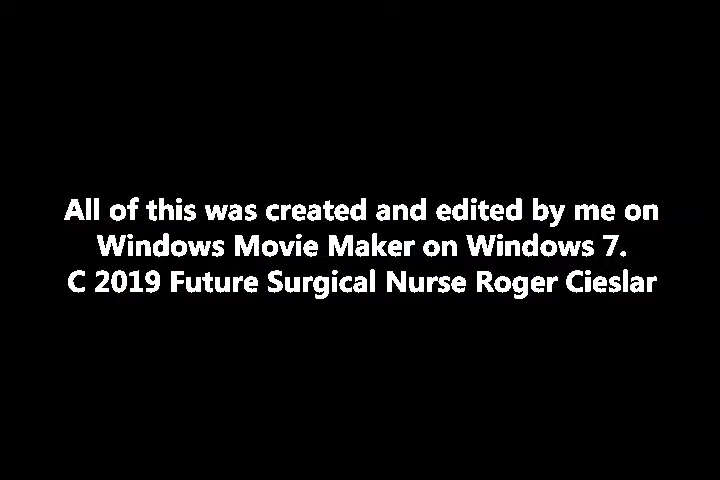 All of this was created and edited by me on
Windows Movie Maker on Windows 7.
C 2019 Future Surgical Nurse Roger Cieslar